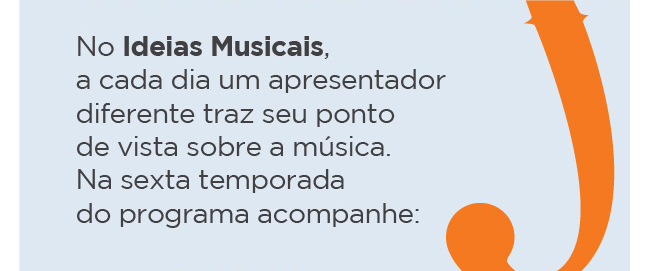 No Ideias Musicais,
a cada dia um apresentador
diferente traz seu ponto
de vista sobre a música.
Na sexta temporada
do programa acompanhe: